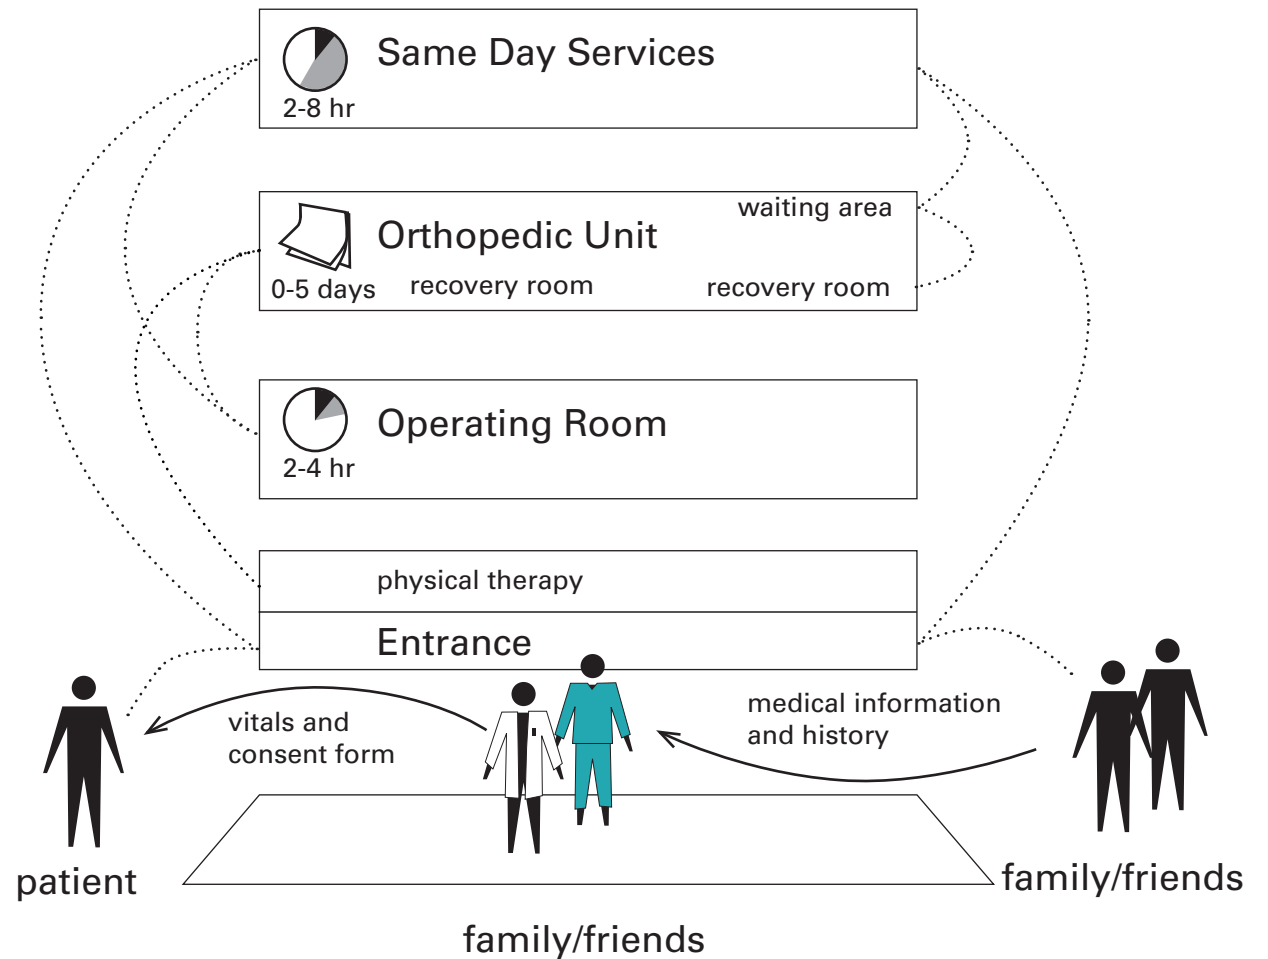 Same Day Services
2-8 hr
waiting area
Orthopedic Unit
0-5 days
recovery room
recovery room
Operating Room
2-4 hr
physical therapy
Entrance
vitals and
consent form
medical information
and history
patient
family/friends
family/friends